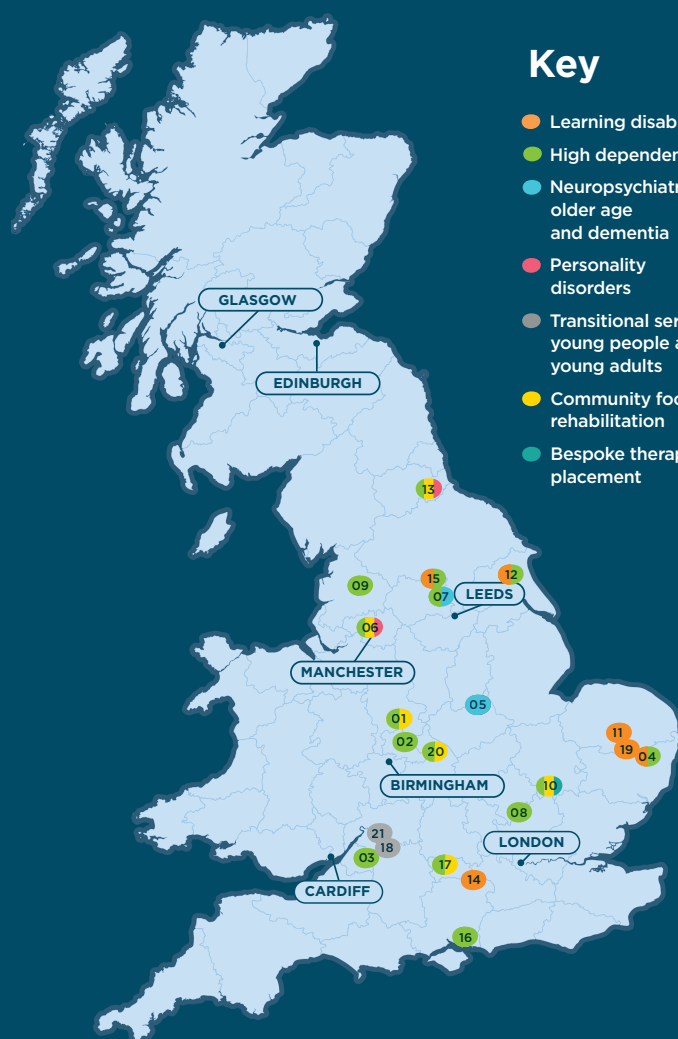 Key
Learning disab
High depender
Neuropsychiatr
older age
and dementia
Personality
disorders
Transitional ser
young people a
young adults
Community foc
rehabilitation
Bespoke therap
placement
GLASGOW
EDINBURGH
13
15
12
09
07
LEEDS
06
MANCHESTER
05
01
11
02
19
20
04
10
BIRMINGHAM
08
21
LONDON
18
03
17
14
CARDIFF
16